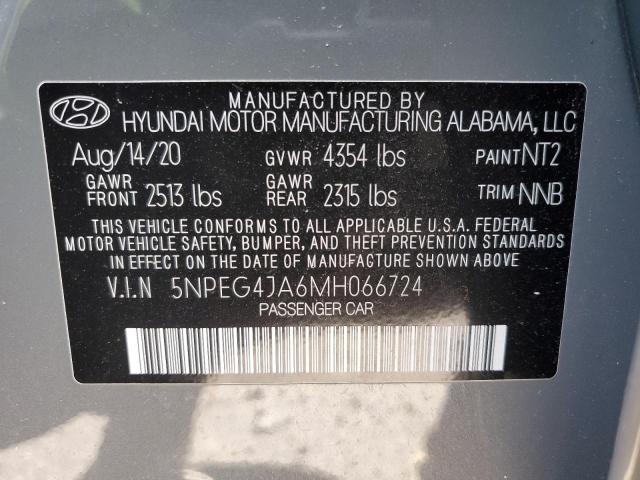 MANUFACTURED BY
HYUNDAI MOTOR MANUFACTURING ALABAMA, LLC
Aug/14/20 GVWR 4354 lbs PAINT NT2
GAWR FRONT 2513 lbs GAWR REAR 2315 lbs TRIM NNB
THIS VEHICLE CONFORMS TO ALL APPLICABLE U.S.A. FEDERAL
MOTOR VEHICLE SAFETY, BUMPER, AND THEFT PREVENTION STANDARDS
IN EFFECT ON THE DATE OF MANUFACTURE SHOWN ABOVE.
V.I.N 5NPEG4JA6MH066724
PASSENGER CAR